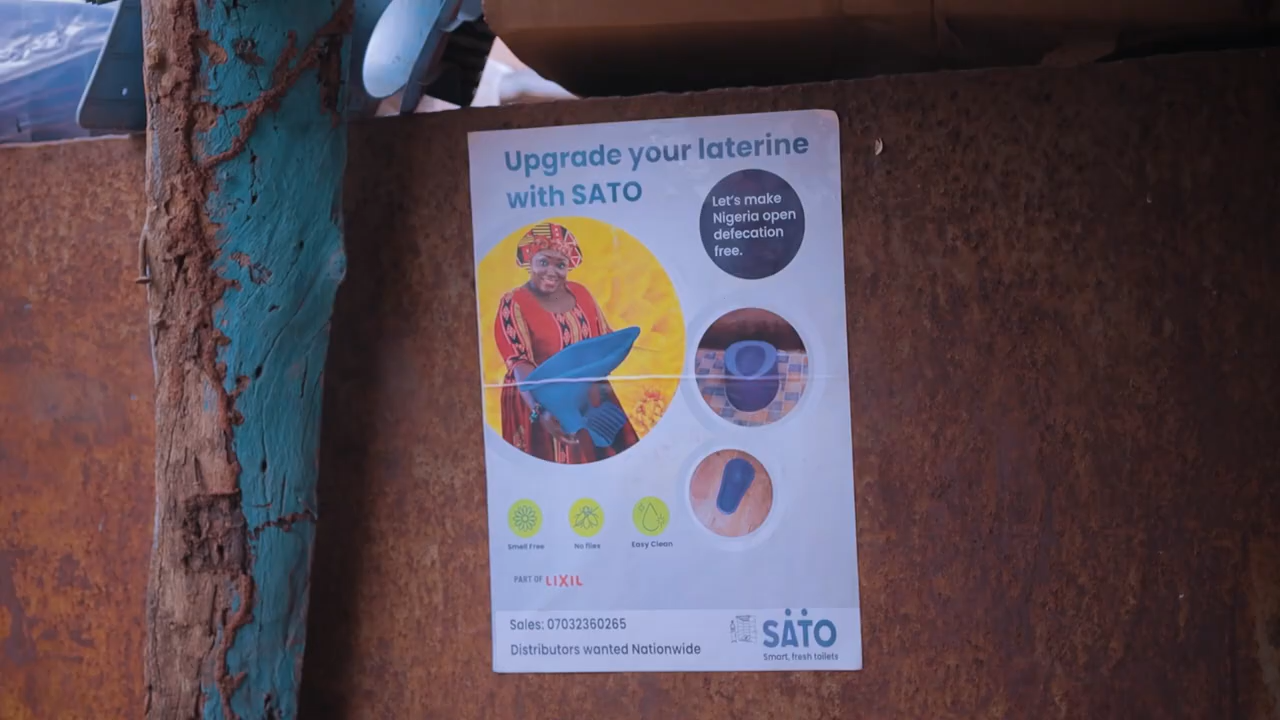 Upgrade your laterine
with SATO
Let's make
Nigeria open
defecation
free.
Smell Free
No flies
Easy Clean
PART OF LIXIL
Sales: 07032360265
Distributors wanted Nationwide
SATO
Smart, fresh toilets